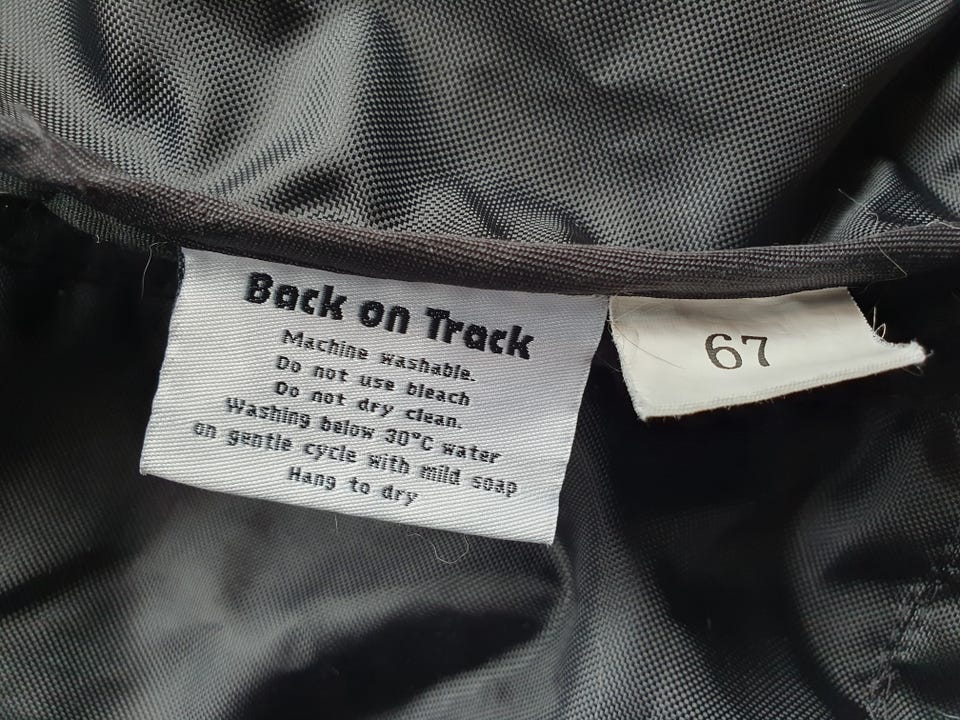 Back on Track
Machine washable.
Do not use bleach
Do not dry clean.
Washing below 30°C water
on gentle cycle with mild soap
Hang to dry
67